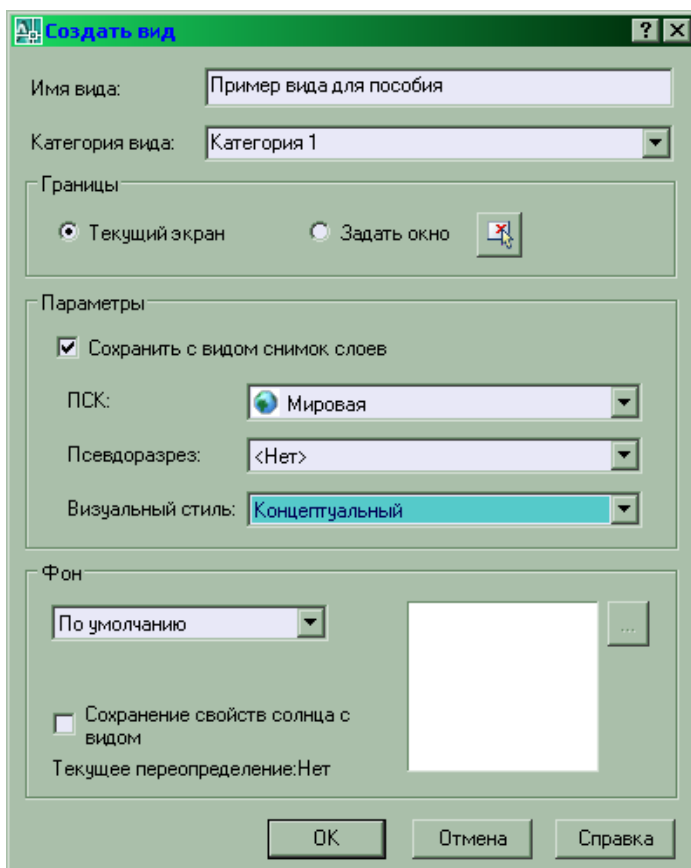 Создать вид
Имя вида: Пример вида для пособия
Категория вида: Категория 1
Границы
Текущий экран Задать окно
Параметры
Сохранить с видом снимок слоев
ПСК: Мировая
Псевдоразрез: <Нет>
Визуальный стиль: Концептуальный
Фон
По умолчанию ...
Сохранение свойств солнца с
видом
Текущее переопределение:Нет
OK Отмена Справка